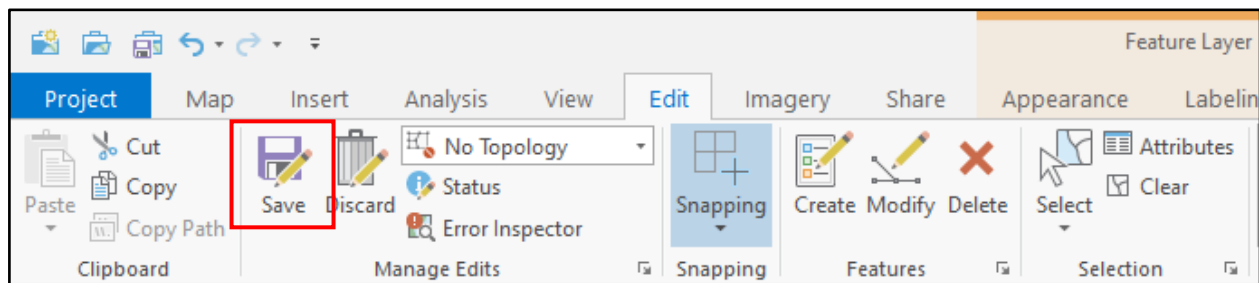 Feature Layer
Project Map Insert Analysis View Edit Imagery Share Appearance Labelin
Cut No Topology Attributes
Copy Status Clear
Paste Save Discard Snapping Create Modify Delete Select
Copy Path Error Inspector
Clipboard Manage Edits Snapping Features Selection